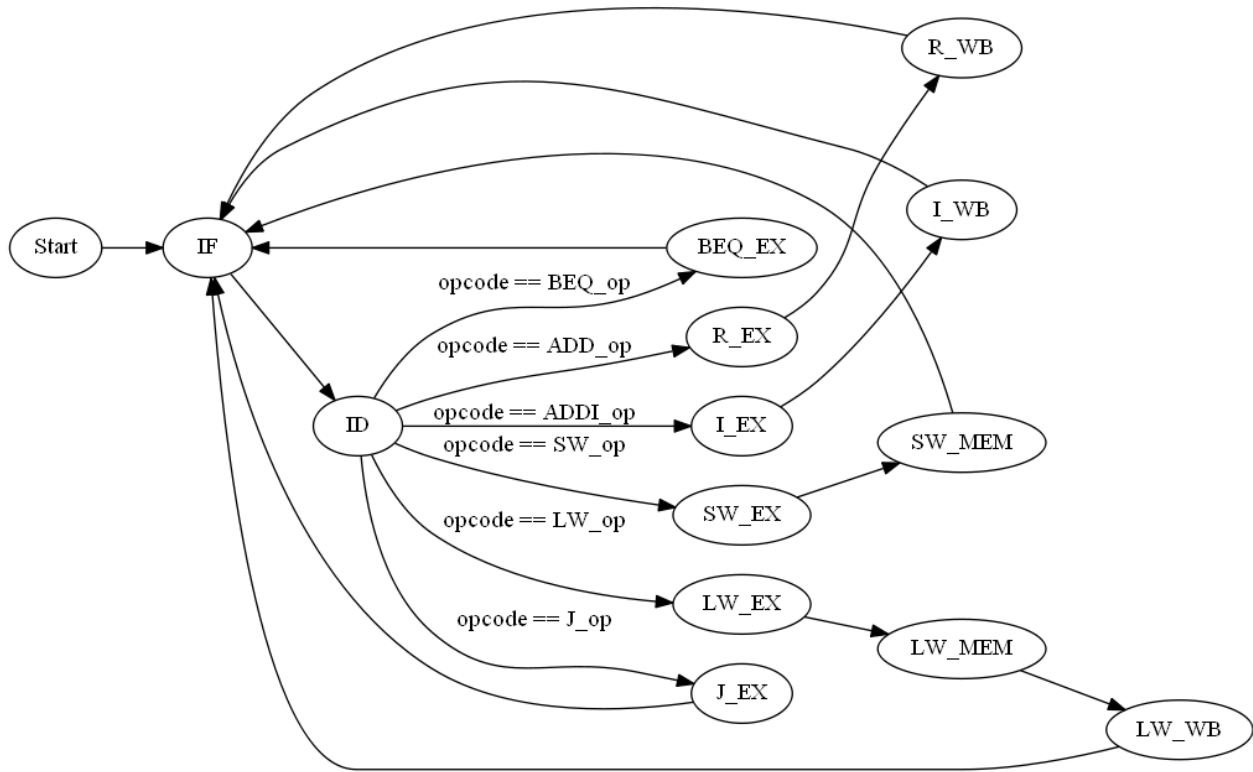 R_WB
I_WB
Start
IF
BEQ_EX
opcode == BEQ_op
R_EX
opcode == ADD_op
ID
opcode == ADDI_op
I_EX
opcode == SW_op
SW_MEM
SW_EX
opcode == LW_op
LW_EX
opcode == J_op
LW_MEM
J_EX
LW_WB